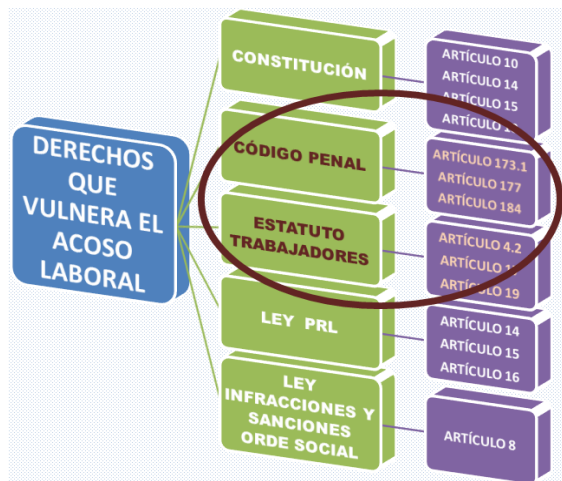 DERECHOS
QUE
VULNERA EL
ACOSO
LABORAL
CONSTITUCIÓN
ARTÍCULO 10
ARTÍCULO 14
ARTÍCULO 15
CÓDIGO PENAL
ARTÍCULO 173.1
ARTÍCULO 177
ARTÍCULO 184
ESTATUTO
TRABAJADORES
ARTÍCULO 4.2
ARTÍCULO 19
LEY PRL
ARTÍCULO 14
ARTÍCULO 15
ARTÍCULO 16
LEY
INFRACCIONES Y
SANCIONES
ORDE SOCIAL
ARTÍCULO 8